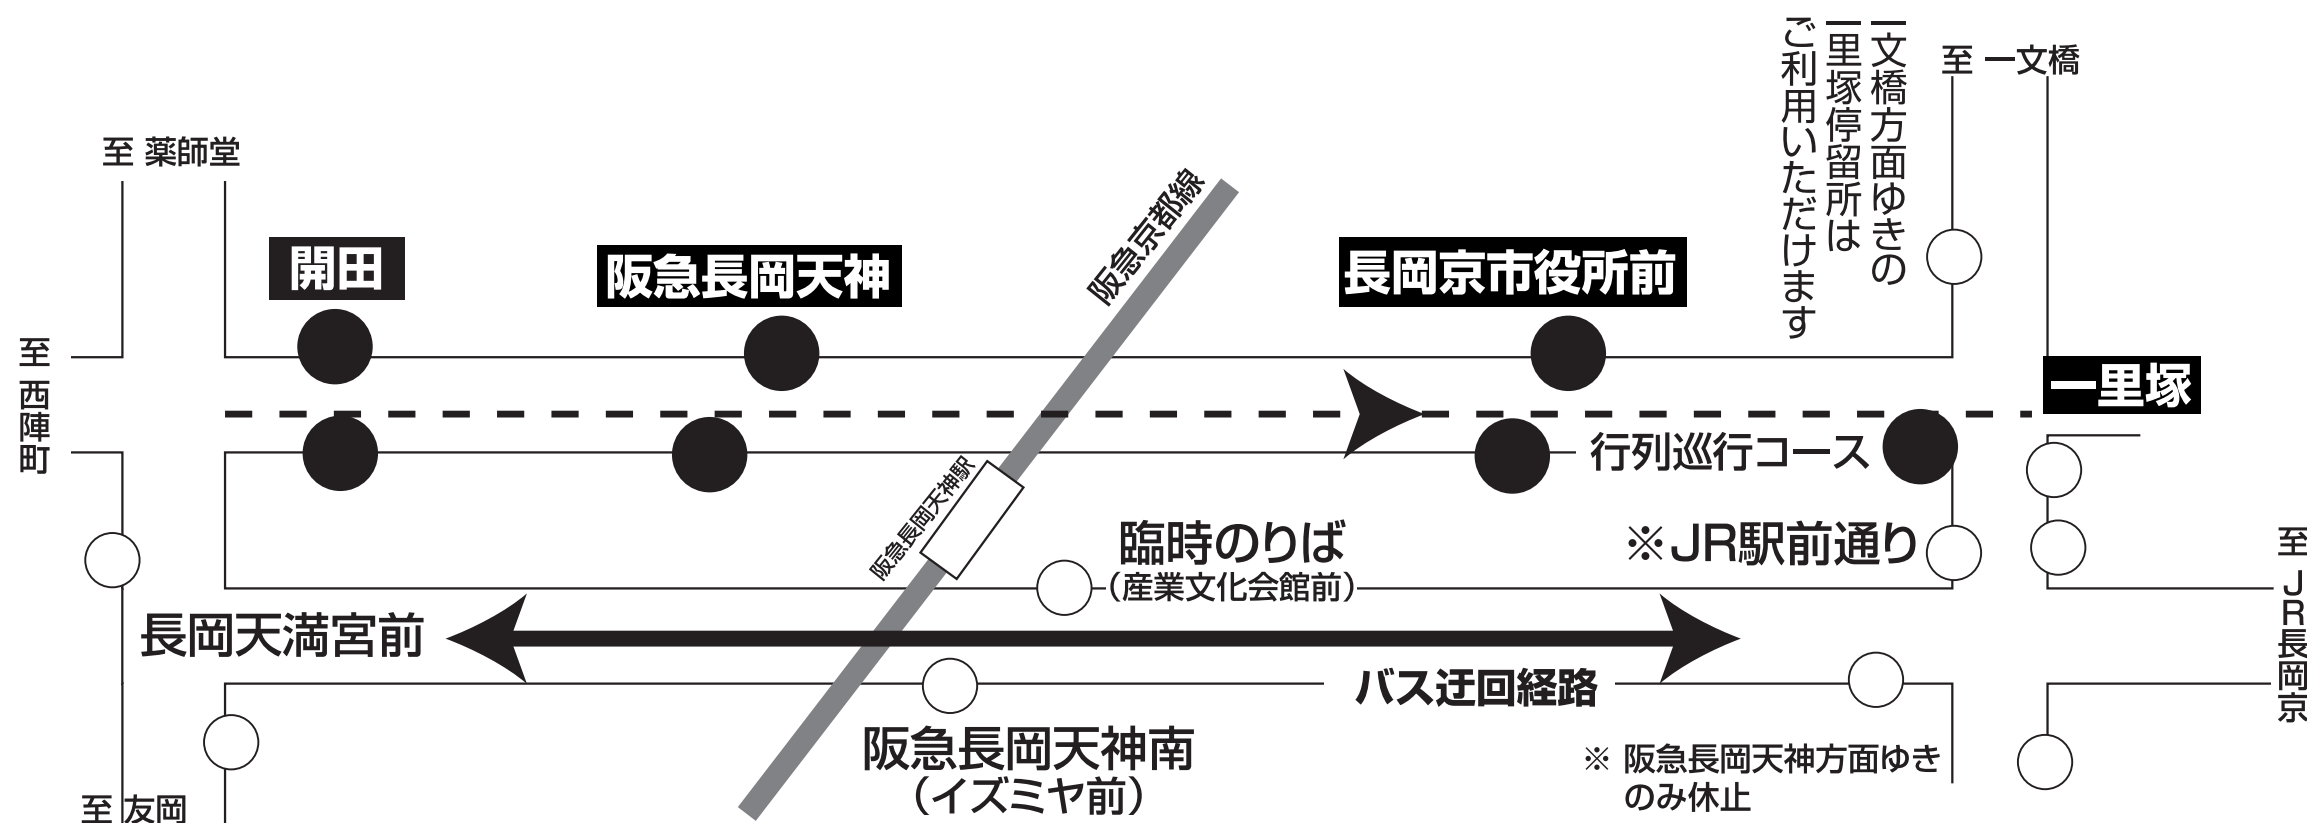 一文橋方面ゆきの
一里塚停留所は
ご利用いただけます
至 一文橋
至 薬師堂
開田
阪急長岡天神
阪急京都線
長岡京市役所前
至 西陣町
一里塚
行列巡行コース
阪急長岡天神駅
臨時のりば
（産業文化会館前）
※JR駅前通り
至 JR長岡京
長岡天満宮前
バス迂回経路
阪急長岡天神南
（イズミヤ前）
※ 阪急長岡天神方面ゆき
のみ休止
至 友岡